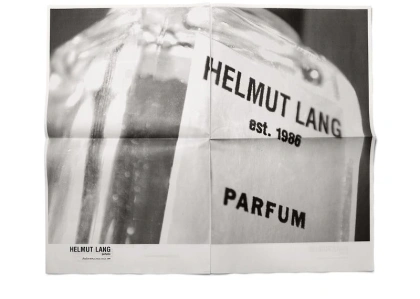 HELMUT LANG
est. 1986
PARFUM
HELMUT LANG